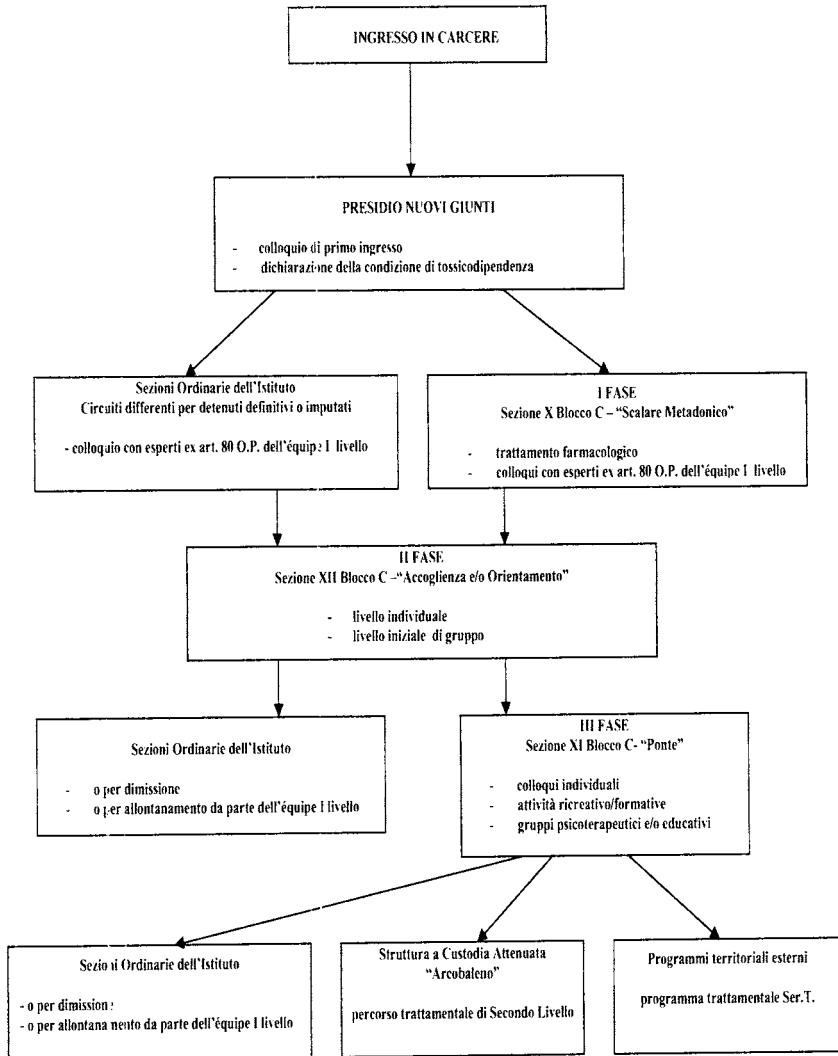 INGRESSO IN CARCERE
PRESIDIO NUOVI GIUNTI
- colloquio di primo ingresso
- dichiarazione della condizione di tossicodipendenza
Sezioni Ordinarie dell'Istituto
Circuiti differenti per detenuti definitivi o imputati
- colloquio con esperti ex art. 80 O.P. dell'équipe I livello
I FASE
Sezione X Blocco C – “Scalare Metadonico”
- trattamento farmacologico
- colloqui con esperti ex art. 80 O.P. dell'équipe I livello
II FASE
Sezione XII Blocco C –“Accoglienza e/o Orientamento”
- livello individuale
- livello iniziale di gruppo
Sezioni Ordinarie dell'Istituto
- o per dimissione
- o per allontanamento da parte dell'équipe I livello
III FASE
Sezione XI Blocco C- “Ponte”
- colloqui individuali
- attività ricreativo/formative
- gruppi psicoterapeutici e/o educativi
Sezioni Ordinarie dell'Istituto
- o per dimissione
- o per allontanamento da parte dell'équipe I livello
Struttura a Custodia Attenuata
“Arcobaleno”
percorso trattamentale di Secondo Livello
Programmi territoriali esterni
programma trattamentale Ser.T.